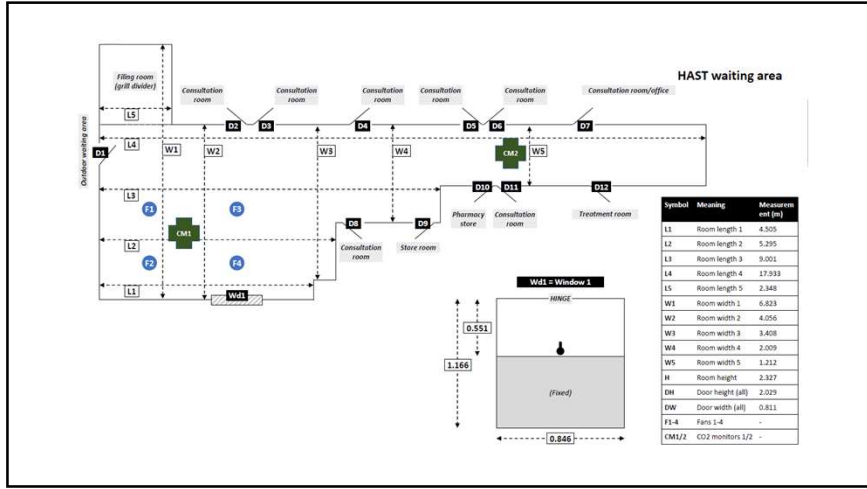 HAST waiting area
Filing room
(grill divider)
Consultation
room
Consultation
room
Consultation
room
Consultation
room
Consultation
room
Consultation room/office
L5
D2
D3
D4
D5
D6
D7
L4
D1
W1
W2
W3
W4
CM2
W5
Outdoor waiting area
L3
D10
D11
D12
F1
F3
Pharmacy
store
Consultation
room
Treatment room
CM1
D8
D9
L2
Consultation
room
Store room
F2
F4
L1
Wd1
Wd1 = Window 1
HINGE
0.551
1.166
(Fixed)
0.846
Symbol Meaning Measurem
ent (m)
L1 Room length 1 4.505
L2 Room length 2 5.295
L3 Room length 3 9.001
L4 Room length 4 17.933
L5 Room length 5 2.348
W1 Room width 1 6.823
W2 Room width 2 4.056
W3 Room width 3 3.408
W4 Room width 4 2.009
W5 Room width 5 1.212
H Room height 2.327
DH Door height (all) 2.029
DW Door width (all) 0.811
F1-4 Fans 1-4 -
CM1/2 CO2 monitors 1/2 -